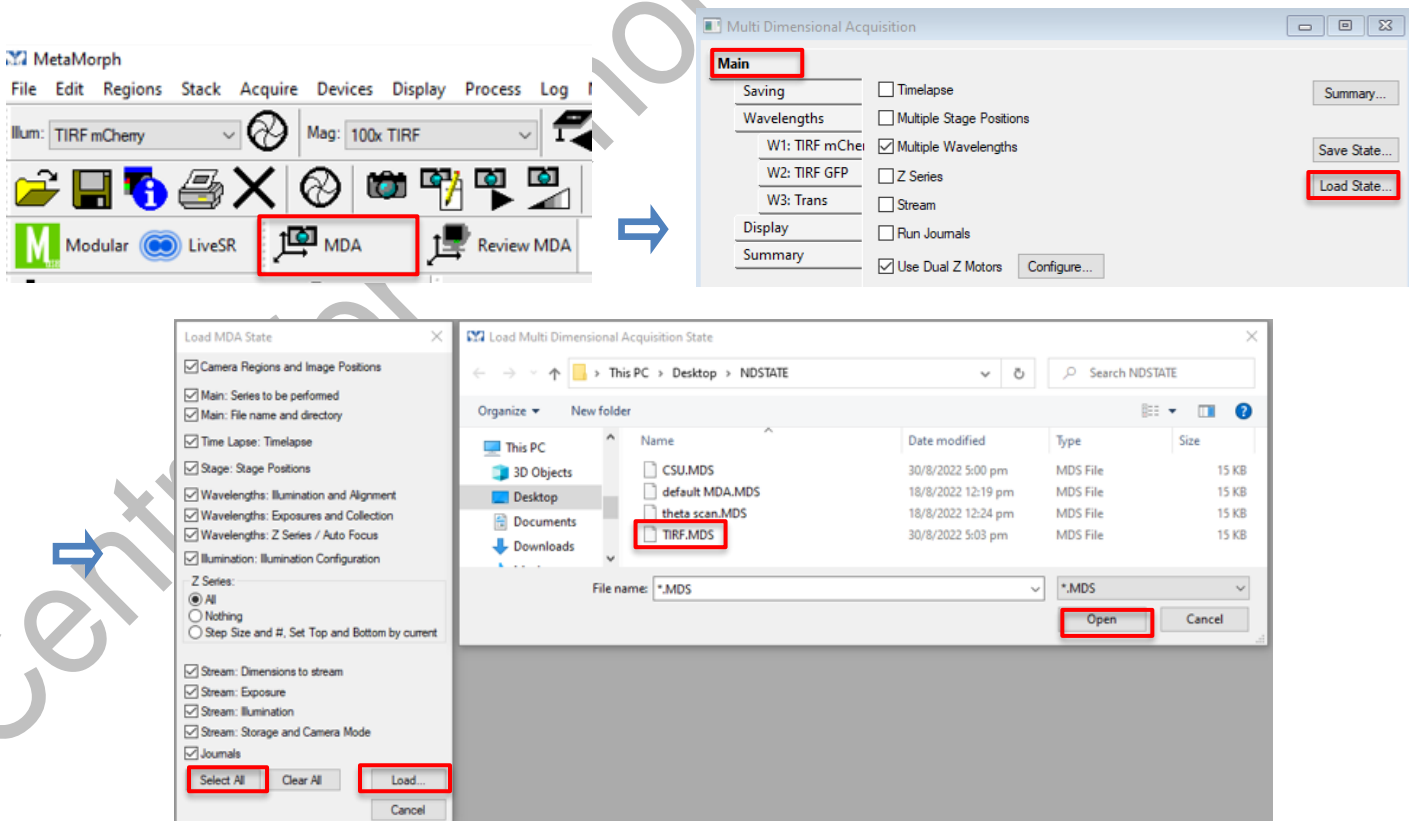 MetaMorph
File Edit Regions Stack Acquire Devices Display Process Log
Illum: TIRF mCherry Mag: 100x TIRF
M Modular LiveSR MDA Review MDA
Multi Dimensional Acquisition
Main
Saving
Wavelengths
W1: TIRF mCher
W2: TIRF GFP
W3: Trans
Display
Summary
Timelapse
Multiple Stage Positions
Multiple Wavelengths
Z Series
Stream
Run Journals
Use Dual Z Motors Configure...
Summary...
Save State...
Load State...
Load MDA State
Camera Regions and Image Positions
Main: Series to be performed
Main: File name and directory
Time Lapse: Timelapse
Stage: Stage Positions
Wavelengths: Illumination and Alignment
Wavelengths: Exposures and Collection
Wavelengths: Z Series / Auto Focus
Illumination: Illumination Configuration
Z Series:
All
Nothing
Step Size and #, Set Top and Bottom by current
Stream: Dimensions to stream
Stream: Exposure
Stream: Illumination
Stream: Storage and Camera Mode
Journals
Select All Clear All Load...
Cancel
Load Multi Dimensional Acquisition State
This PC > Desktop > NDSTATE Search NDSTATE
Organize New folder
This PC
3D Objects
Desktop
Documents
Downloads
Name Date modified Type Size
CSU.MDS 30/8/2022 5:00 pm MDS File 15 KB
default MDA.MDS 18/8/2022 12:19 pm MDS File 15 KB
theta scan.MDS 18/8/2022 12:24 pm MDS File 15 KB
TIRF.MDS 30/8/2022 5:03 pm MDS File 15 KB
File name: *.MDS *.MDS
Open Cancel